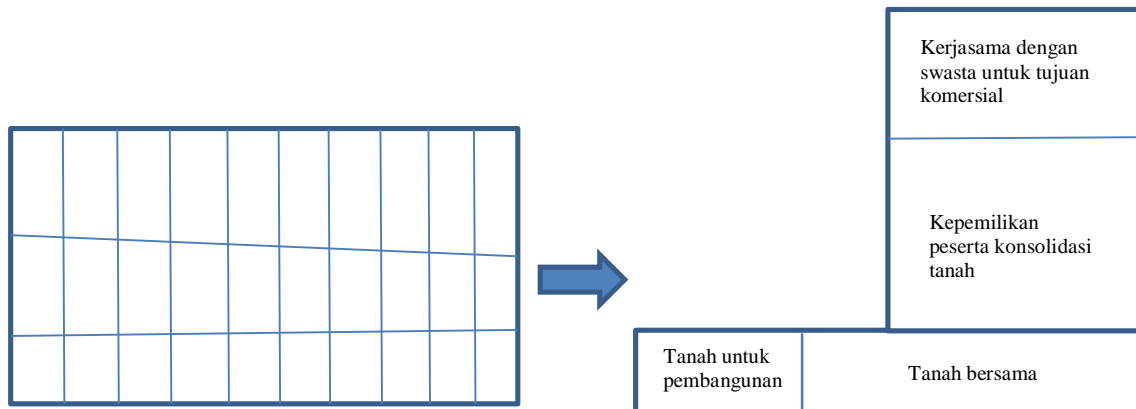 Kerjasama dengan
swasta untuk tujuan
komersial
Kepemilikan
peserta konsolidasi
tanah
Tanah untuk
pembangunan
Tanah bersama